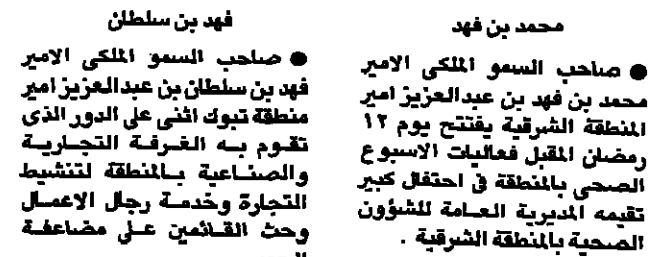 محمد بن فهد
● صاحب السمو الملكى الامير
محمد بن فهد بن عبدالعزيز امير
المنطقة الشرقية يفتتح يوم ١٢
رمضان المقبل فعاليات الاسبوع
الصحى بالمنطقة في احتفال كبير
تقيمه المديرية العامة للشؤون
الصحية بالمنطقة الشرقية .
فهد بن سلطان
● صاحب السمو الملكى الامير
فهد بن سلطان بن عبدالعزيز امير
منطقة تبوك اثنى على الدور الذى
تقوم به الغرفة التجارية
والصناعية بالمنطقة لتنشيط
التجارة وخدمة رجال الاعمال
وحث القائمين على مضاعفة